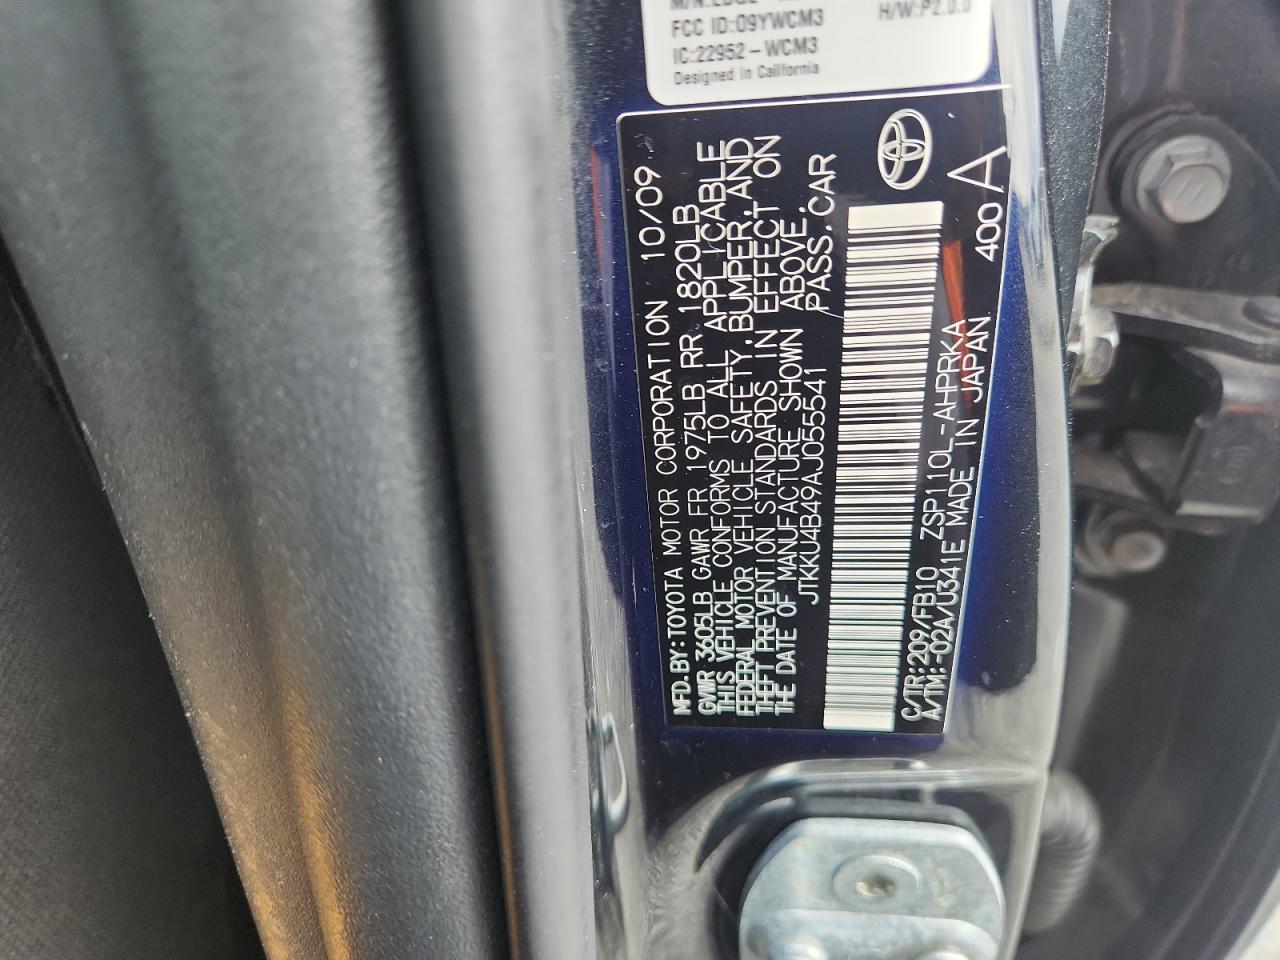 FCC ID:O9YWCM3
H/W:P2.0.0
IC:22952-WCM3
Designed in California
MFD.BY:TOYOTA MOTOR CORPORATION 10/09
GVWR 3605LB GAWR FR 1975LB RR 1820LB
THIS VEHICLE CONFORMS TO ALL APPLICABLE
FEDERAL MOTOR VEHICLE SAFETY, BUMPER, AND
THEFT PREVENTION STANDARDS IN EFFECT ON
THE DATE OF MANUFACTURE SHOWN ABOVE.
JTKKU4B49AJ055541 PASS.CAR
C/TR:209/FB10 ZSP110L-AHPRKA
A/TM:-02A/U341E MADE IN JAPAN
400 A